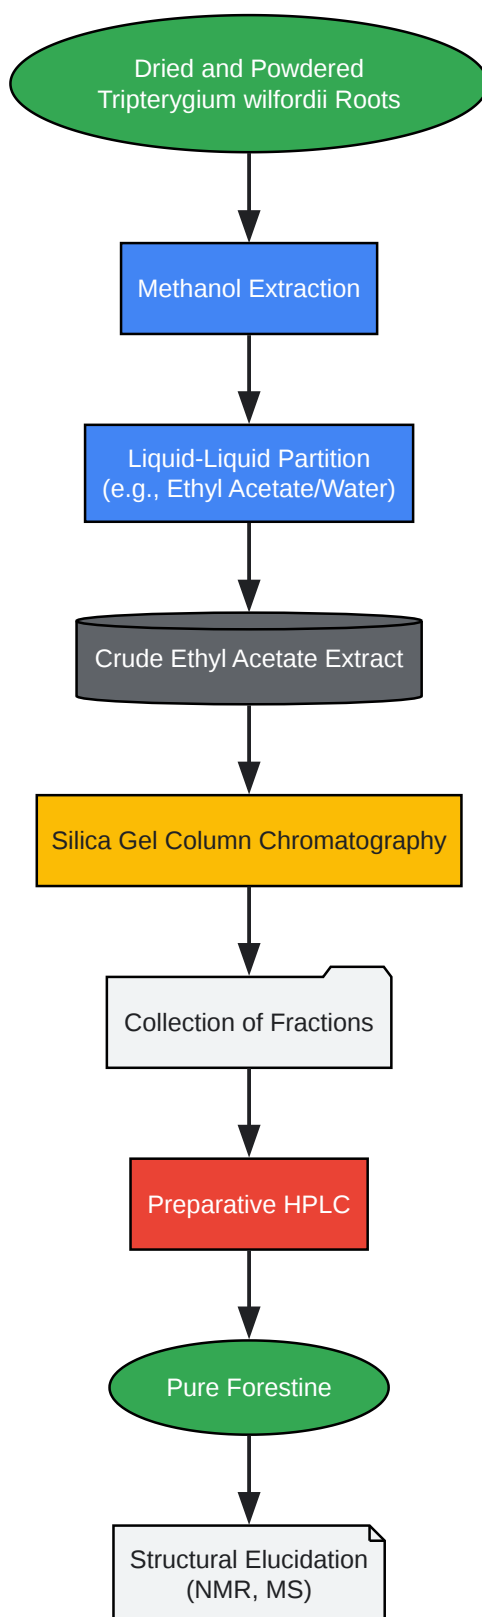 Dried and Powdered
Tripterygium wilfordii Roots
Methanol Extraction
Liquid-Liquid Partition
(e.g., Ethyl Acetate/Water)
Crude Ethyl Acetate Extract
Silica Gel Column Chromatography
Collection of Fractions
Preparative HPLC
Pure Forestine
Structural Elucidation
(NMR, MS)